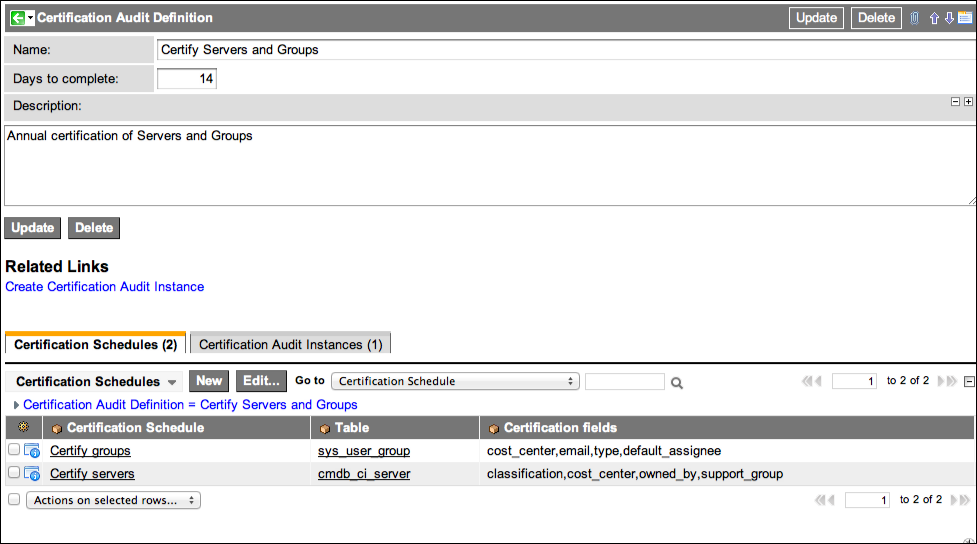 Certification Audit Definition Update Delete
Name: Certify Servers and Groups
Days to complete: 14
Description:
Annual certification of Servers and Groups
Update Delete
Related Links
Create Certification Audit Instance
Certification Schedules (2) Certification Audit Instances (1)
Certification Schedules New Edit... Go to Certification Schedule 1 to 2 of 2
Certification Audit Definition = Certify Servers and Groups
Certification Schedule Table Certification fields
Certify groups sys_user_group cost_center,email,type,default_assignee
Certify servers cmdb_ci_server classification,cost_center,owned_by,support_group
Actions on selected rows... 1 to 2 of 2